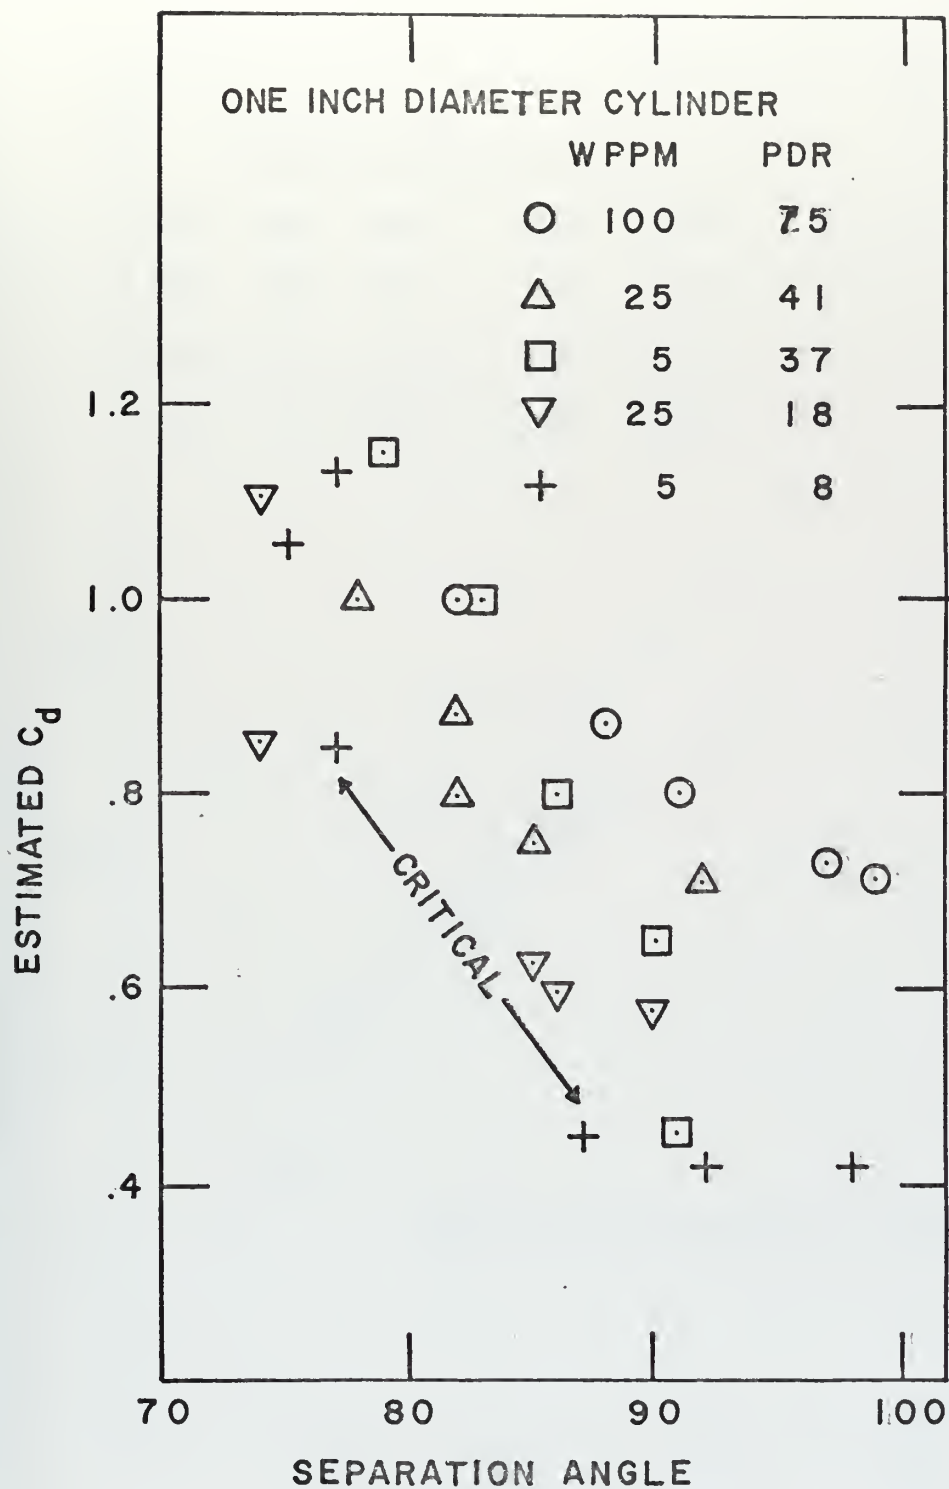 ONE INCH DIAMETER CYLINDER
WPPM PDR
100 75
25 41
5 37
25 18
5 8
1.2
1.0
.8
.6
.4
ESTIMATED Cd
CRITICAL
70 80 90 100
SEPARATION ANGLE